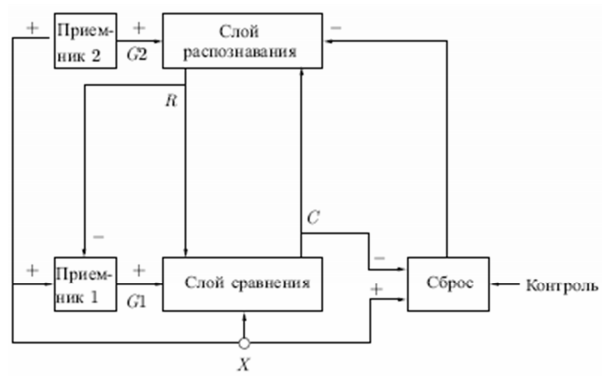 +
Прием-
ник 2
+
G2
Слой
распознавания
−
R
C
−
+
Прием-
ник 1
+
G1
Слой сравнения
−
+
Сброс
Контроль
X